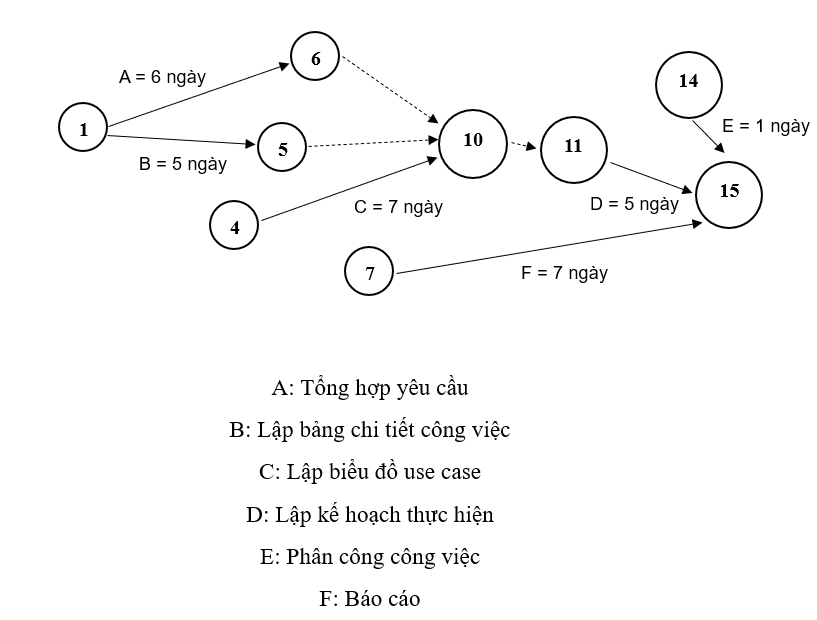 6
14
A = 6 ngày
1
E = 1 ngày
5
10
11
B = 5 ngày
15
D = 5 ngày
C = 7 ngày
4
7
F = 7 ngày
A: Tổng hợp yêu cầu
B: Lập bảng chi tiết công việc
C: Lập biểu đồ use case
D: Lập kế hoạch thực hiện
E: Phân công công việc
F: Báo cáo